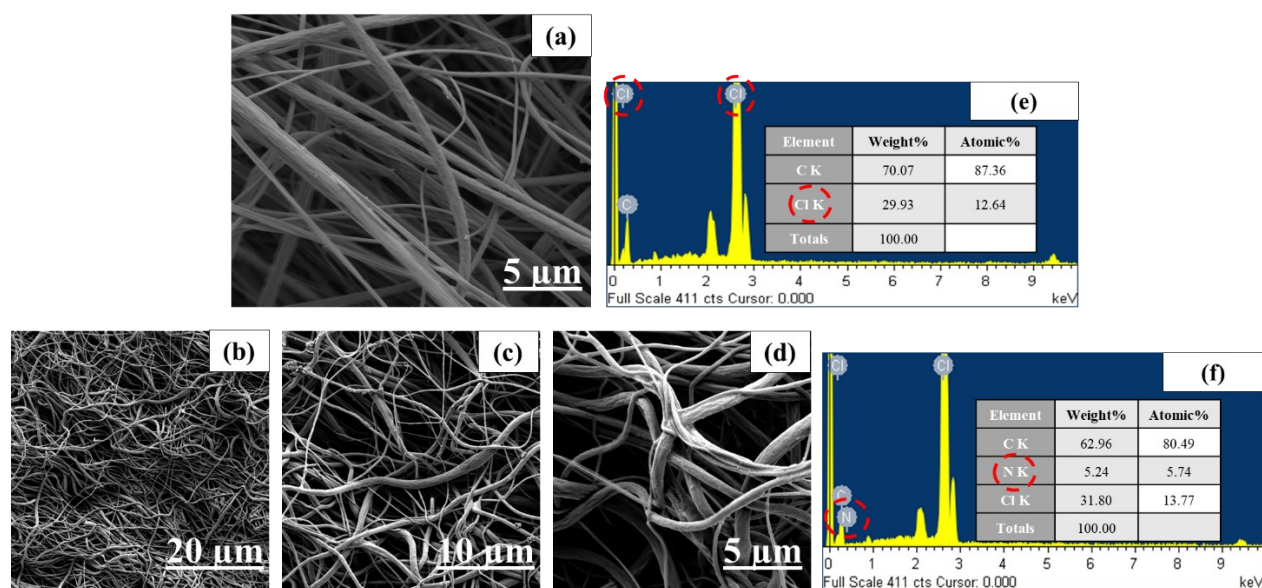 (a)
5 µm
(e)
Cl Cl
C
Element Weight% Atomic%
C K 70.07 87.36
Cl K 29.93 12.64
Totals 100.00
0 1 2 3 4 5 6 7 8 9
Full Scale 411 cts Cursor: 0.000 keV
(b)
20 µm
(c)
10 µm
(d)
5 µm
(f)
Cl Cl
C
N
Element Weight% Atomic%
C K 62.96 80.49
N K 5.24 5.74
Cl K 31.80 13.77
Totals 100.00
0 1 2 3 4 5 6 7 8 9
Full Scale 411 cts Cursor: 0.000 keV